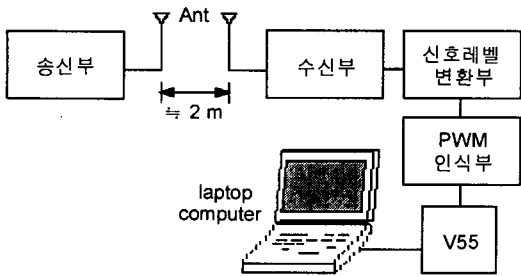 Ant
송신부
수신부
신호레벨
변환부
≒ 2 m
PWM
인식부
laptop
computer
V55